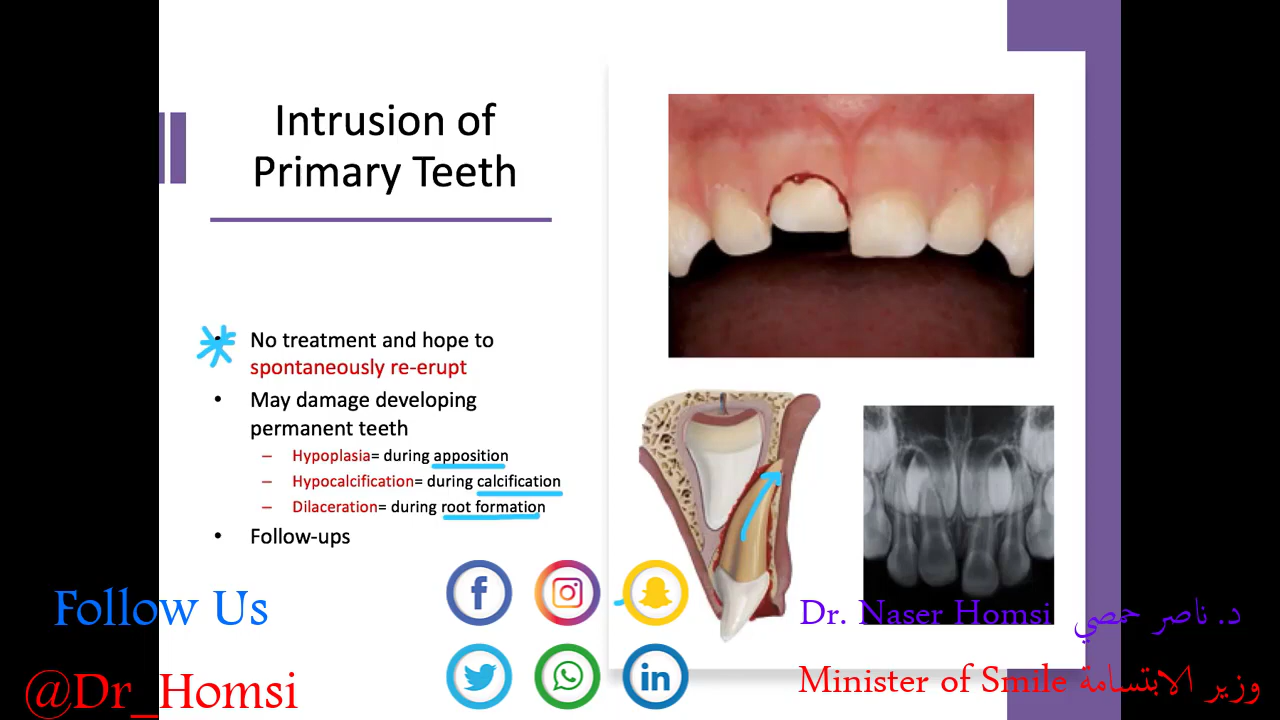 Intrusion of
Primary Teeth
• No treatment and hope to
spontaneously re-erupt
• May damage developing
permanent teeth
– Hypoplasia= during apposition
– Hypocalcification= during calcification
– Dilaceration= during root formation
• Follow-ups
Follow Us
@Dr_Homsi
Dr. Naser Homsi د. ناصر حمصي
Minister of Smile وزير الابتسامة